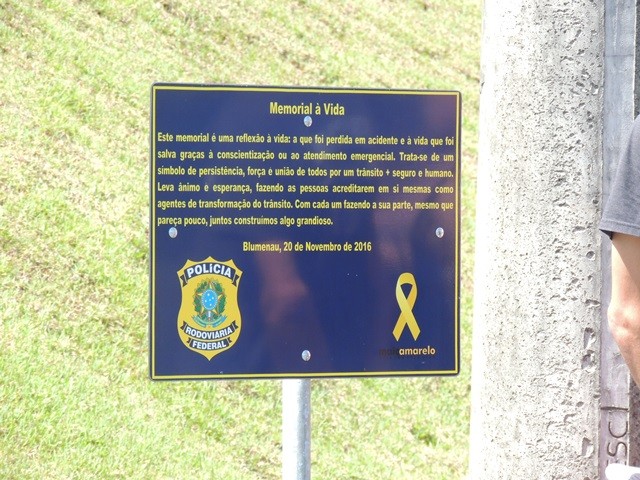 Memorial à Vida
Este memorial é uma reflexão à vida: a que foi perdida em acidente e à vida que foi
salva graças à conscientização ou ao atendimento emergencial. Trata-se de um
símbolo de persistência, força é união de todos por um trânsito + seguro e humano.
Leva ânimo e esperança, fazendo as pessoas acreditarem em si mesmas como
agentes de transformação do trânsito. Com cada um fazendo a sua parte, mesmo que
pareça pouco, juntos construímos algo grandioso.
Blumenau, 20 de Novembro de 2016
POLÍCIA
RODOVIÁRIA
FEDERAL
amarelo
SCL